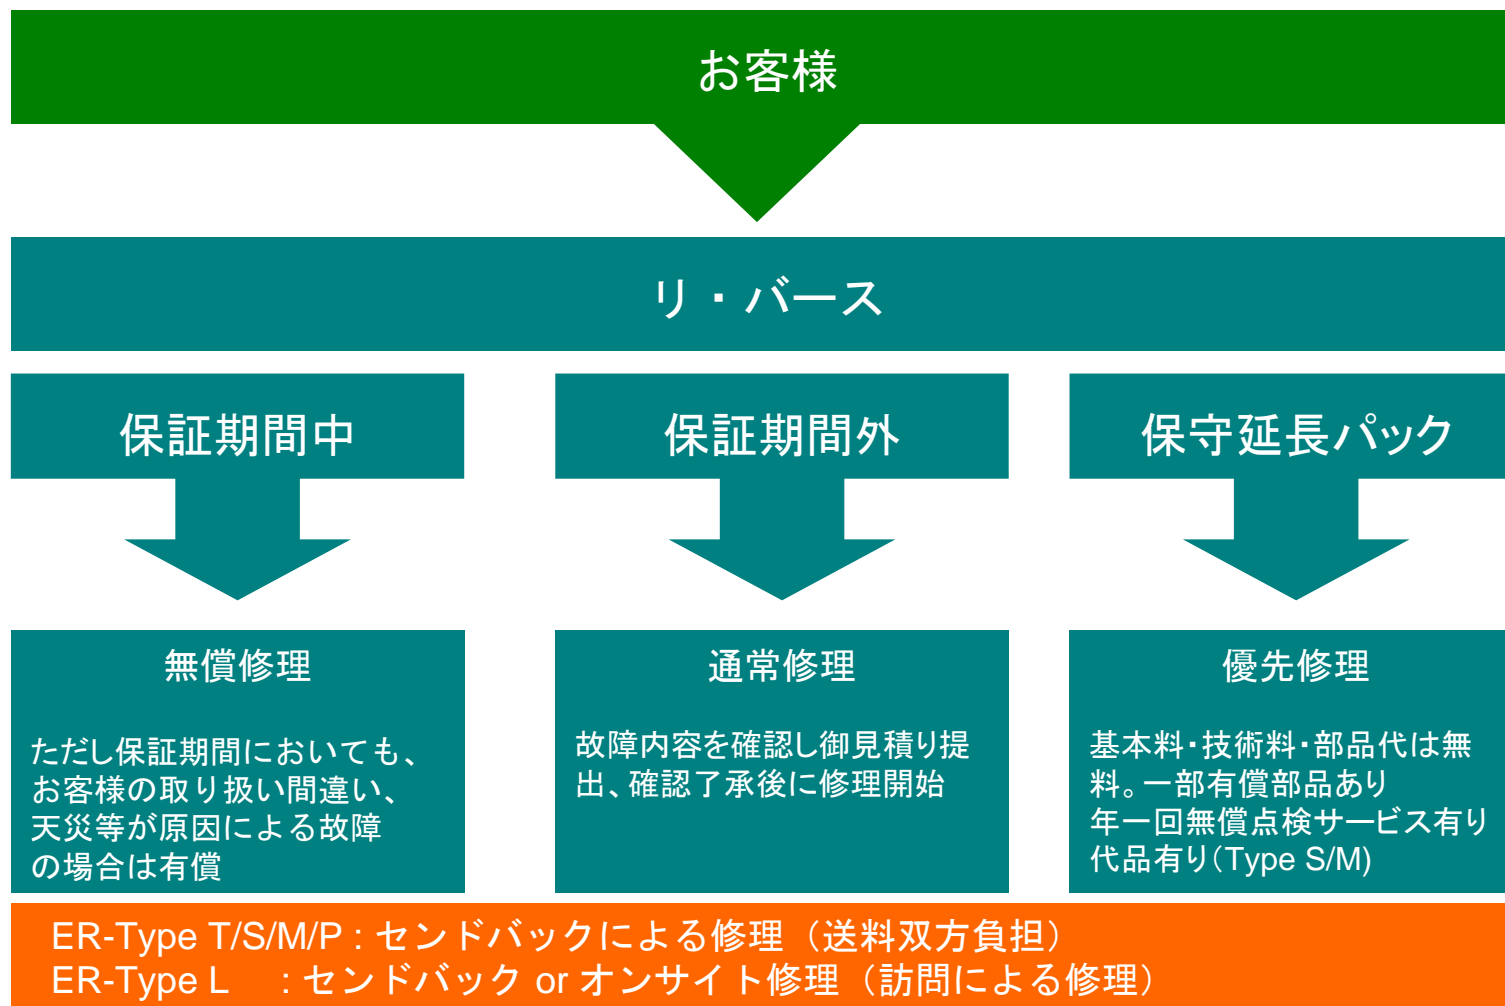 お客様
リ・バース
保証期間中
保証期間外
保守延長パック
無償修理
ただし保証期間においても、
お客様の取り扱い間違い、
天災等が原因による故障
の場合は有償
通常修理
故障内容を確認し御見積り提
出、確認了承後に修理開始
優先修理
基本料・技術料・部品代は無
料。一部有償部品あり
年一回無償点検サービス有り
代品有り(Type S/M)
ER-Type T/S/M/P : センドバックによる修理（送料双方負担）
ER-Type L : センドバック or オンサイト修理（訪問による修理）